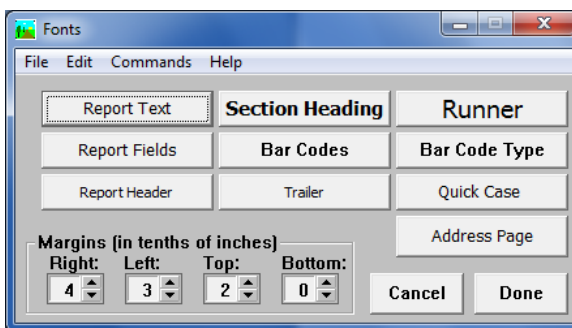 Fonts
File Edit Commands Help
Report Text Section Heading Runner
Report Fields Bar Codes Bar Code Type
Report Header Trailer Quick Case
Address Page
Margins (in tenths of inches)
Right: Left: Top: Bottom:
4 3 2 0
Cancel Done